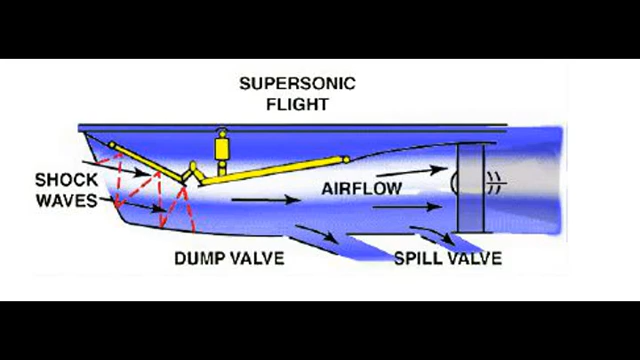 SUPERSONIC
FLIGHT
SHOCK
WAVES
AIRFLOW
DUMP VALVE
SPILL VALVE